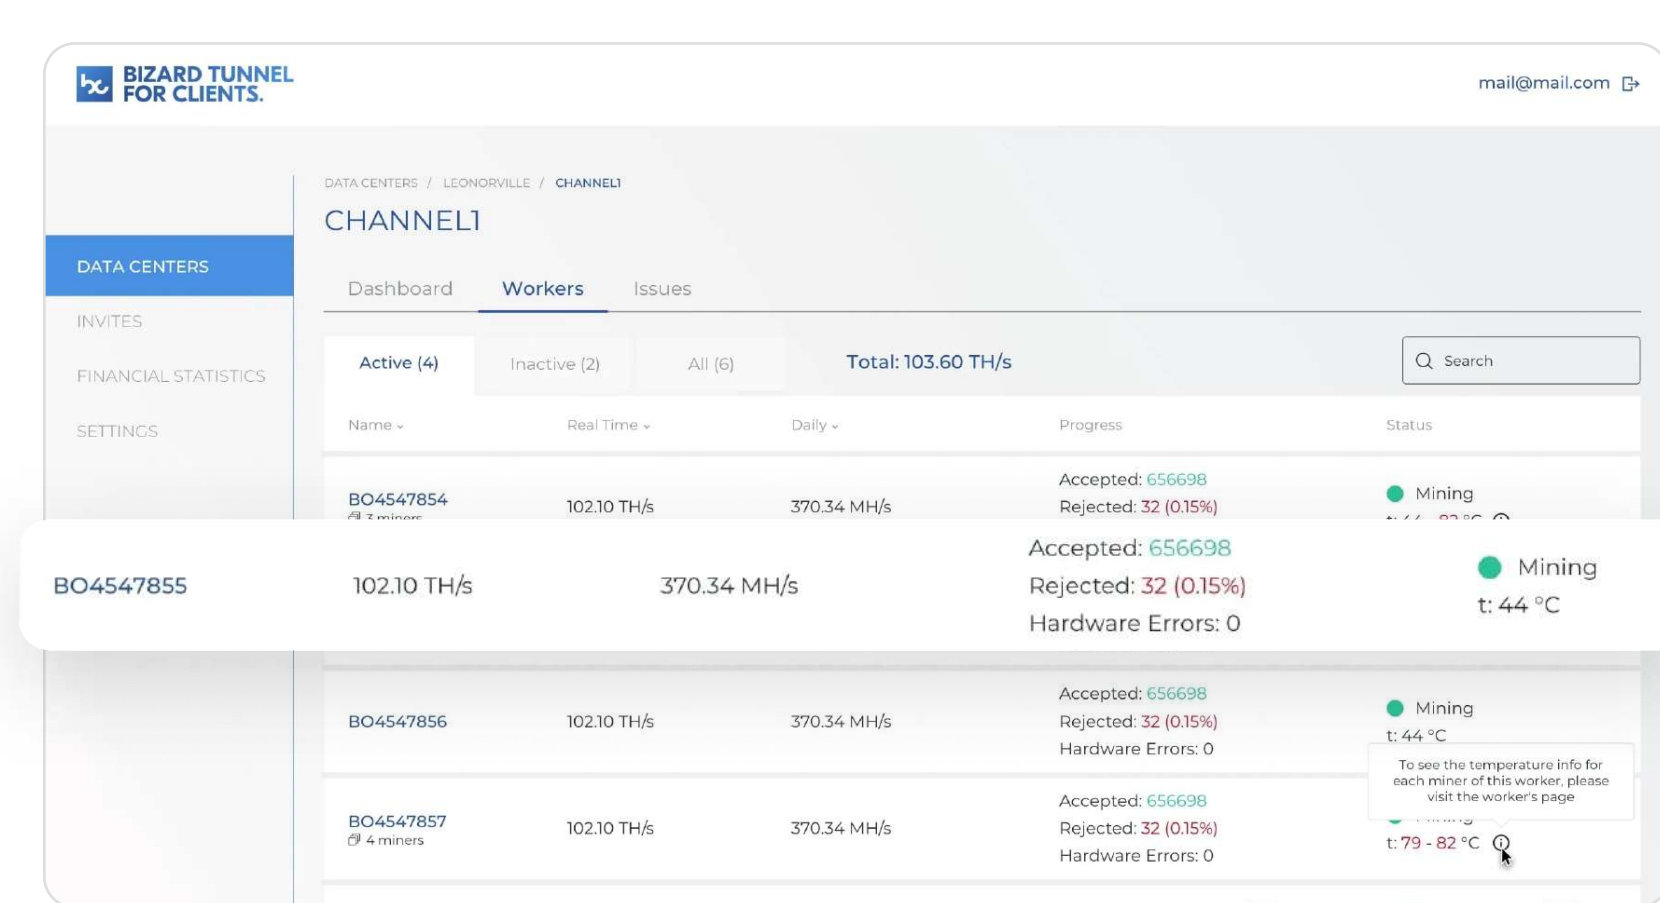 BIZARD TUNNEL
FOR CLIENTS.
mail@mail.com
DATA CENTERS / LEONORVILLE / CHANNEL1
CHANNEL1
DATA CENTERS
INVITES
FINANCIAL STATISTICS
SETTINGS
Dashboard Workers Issues
Active (4) Inactive (2) All (6) Total: 103.60 TH/s Search
Name Real Time Daily Progress Status
BO4547854
3 miners
102.10 TH/s
370.34 MH/s
Accepted: 656698
Rejected: 32 (0.15%)
Mining
t: 44 - 82 °C
BO4547855
102.10 TH/s
370.34 MH/s
Accepted: 656698
Rejected: 32 (0.15%)
Hardware Errors: 0
Mining
t: 44 °C
BO4547856
102.10 TH/s
370.34 MH/s
Accepted: 656698
Rejected: 32 (0.15%)
Hardware Errors: 0
Mining
t: 44 °C
To see the temperature info for
each miner of this worker, please
visit the worker's page
BO4547857
4 miners
102.10 TH/s
370.34 MH/s
Accepted: 656698
Rejected: 32 (0.15%)
Hardware Errors: 0
Mining
t: 79 - 82 °C